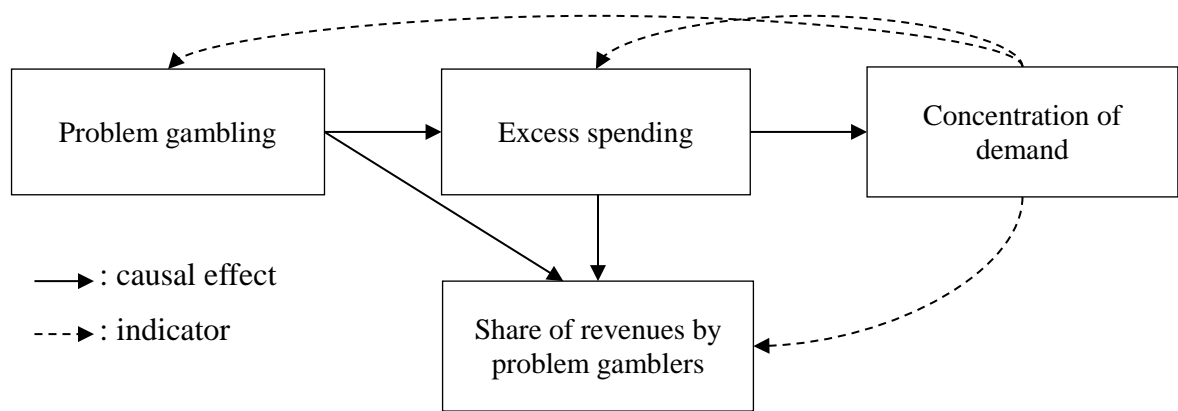 Problem gambling
Excess spending
Concentration of
demand
: causal effect
: indicator
Share of revenues by
problem gamblers